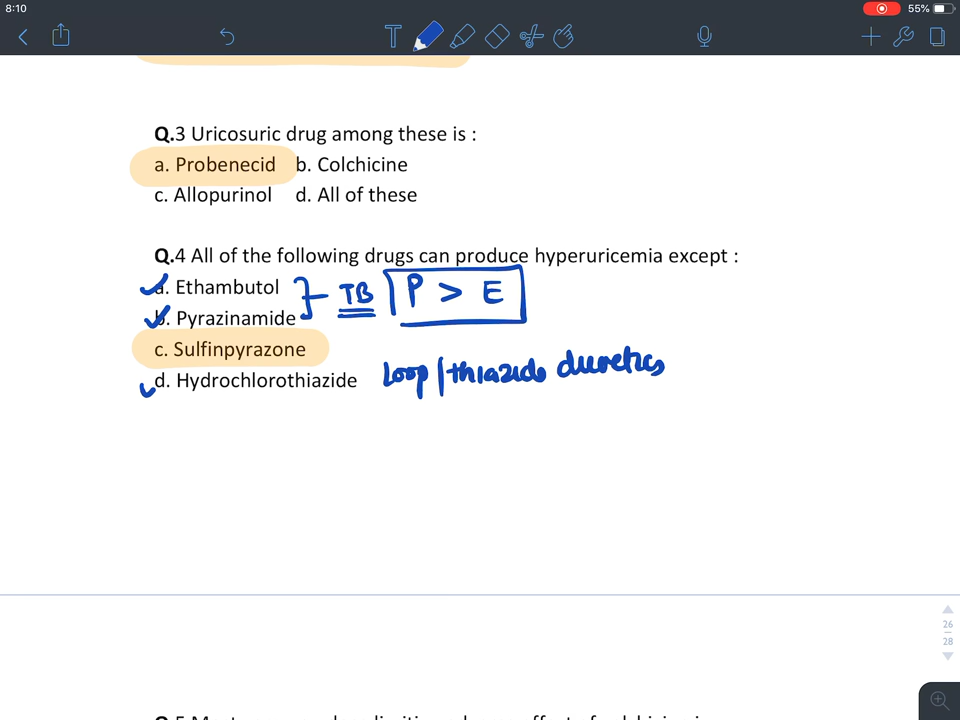 8:10
55%
T
Q.3 Uricosuric drug among these is :
a. Probenecid b. Colchicine
c. Allopurinol d. All of these
Q.4 All of the following drugs can produce hyperuricemia except :
a. Ethambutol
TB P > E
b. Pyrazinamide
c. Sulfinpyrazone
d. Hydrochlorothiazide Loop/thiazide diuretics
26
28